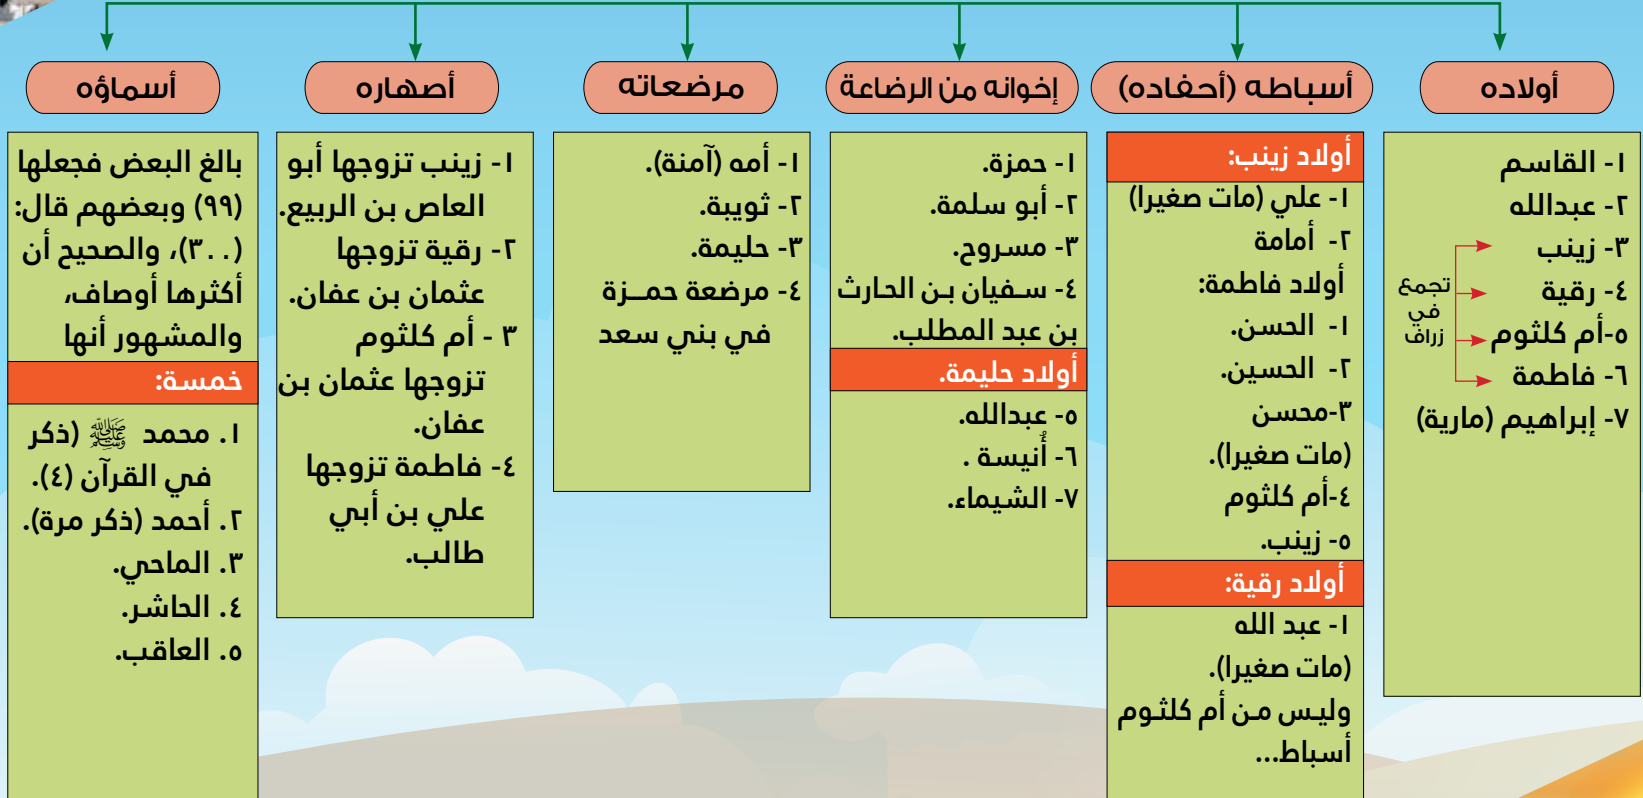 أولاده
١- القاسم
٢- عبدالله
٣- زينب
٤- رقية
٥-أم كلثوم
٦- فاطمة
٧- إبراهيم (مارية)
تجمع
في
زراف
أسباطه (أحفاده)
أولاد زينب:
١- علي (مات صغيرا)
٢- أمامة
أولاد فاطمة:
١- الحسن.
٢- الحسين.
٣-محسن
(مات صغيرا).
٤-أم كلثوم
٥- زينب.
أولاد رقية:
١- عبد الله
(مات صغيرا).
وليس من أم كلثوم
أسباط...
إخوانه من الرضاعة
١- حمزة.
٢- أبو سلمة.
٣- مسروح.
٤- سفيان بن الحارث
بن عبد المطلب.
أولاد حليمة.
٥- عبدالله.
٦- أُنيسة .
٧- الشيماء.
مرضعاته
١- أمه (آمنة).
٢- ثويبة.
٣- حليمة.
٤- مرضعة حمـزة
في بني سعد
أصهاره
١- زينب تزوجها أبو
العاص بن الربيع.
٢- رقية تزوجها
عثمان بن عفان.
٣ - أم كلثوم
تزوجها عثمان بن
عفان.
٤- فاطمة تزوجها
علي بن أبي
طالب.
أسماؤه
بالغ البعض فجعلها
(٩٩) وبعضهم قال:
(٣٠٠)، والصحيح أن
أكثرها أوصاف،
والمشهور أنها
خمسة:
١. محمد ﷺ (ذكر
في القرآن (٤).
٢. أحمد (ذكر مرة).
٣. الماحي.
٤. الحاشر.
٥. العاقب.